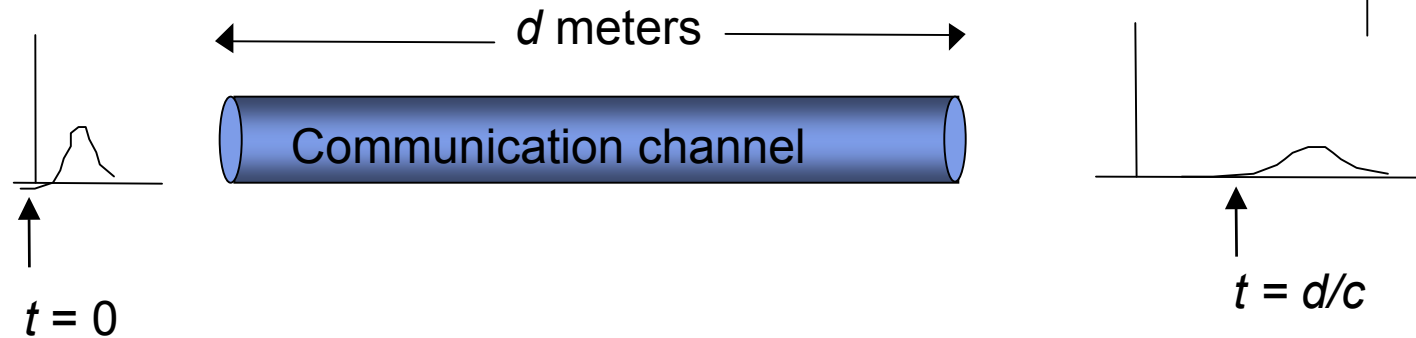 d meters
Communication channel
t = 0
t = d/c